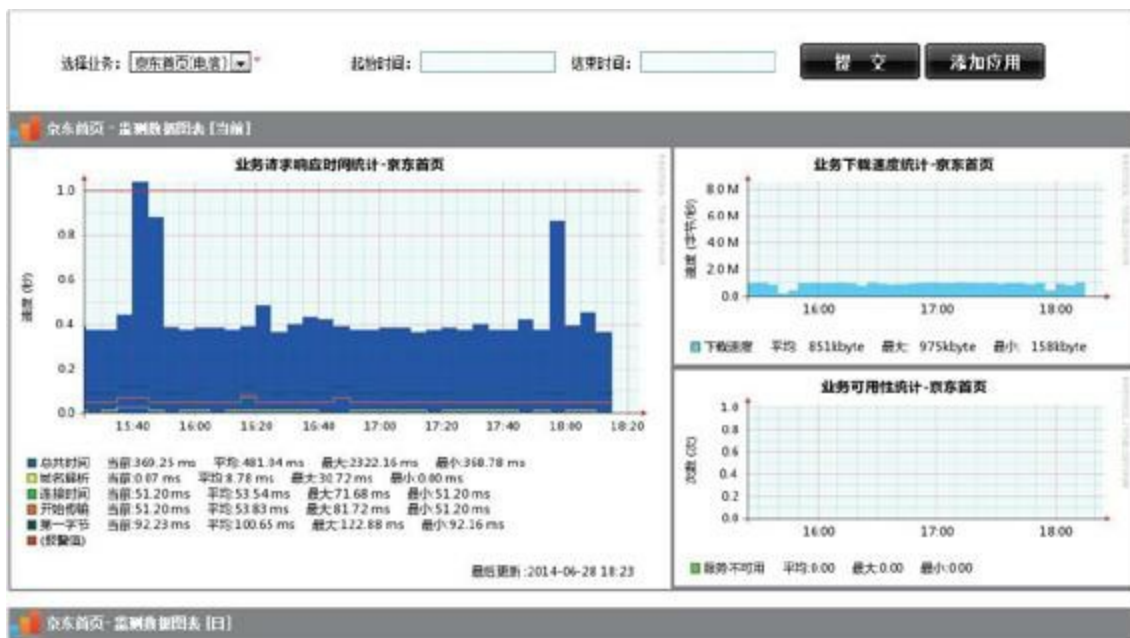 选择业务： 京东首页(电信) * 起始时间： 结束时间： 提 交 添加应用
京东首页 - 监测数据图表 [当前]
业务请求响应时间统计-京东首页
速度 (秒)
1.0
0.8
0.6
0.4
0.2
0.0
15:40 16:00 16:20 16:40 17:00 17:20 17:40 18:00 18:20
总共时间 当前:369.25 ms 平均:481.04 ms 最大:2322.16 ms 最小:368.78 ms
域名解析 当前:0.07 ms 平均:8.78 ms 最大:30.72 ms 最小:0.00 ms
连接时间 当前:51.20 ms 平均:53.54 ms 最大:71.68 ms 最小:51.20 ms
开始传输 当前:51.20 ms 平均:53.83 ms 最大:81.72 ms 最小:51.20 ms
第一字节 当前:92.23 ms 平均:100.65 ms 最大:122.88 ms 最小:92.16 ms
(报警值)
最后更新 :2014-06-28 18:23
业务下载速度统计-京东首页
速度 (字节/秒)
8.0 M
6.0 M
4.0 M
2.0 M
0.0
16:00 17:00 18:00
下载速度 平均: 851kbyte 最大: 975kbyte 最小: 158kbyte
业务可用性统计-京东首页
次数 (次)
1.0
0.8
0.6
0.4
0.2
0.0
16:00 17:00 18:00
服务不可用 平均:0.00 最大:0.00 最小:0.00
京东首页 - 监测数据图表 [日]